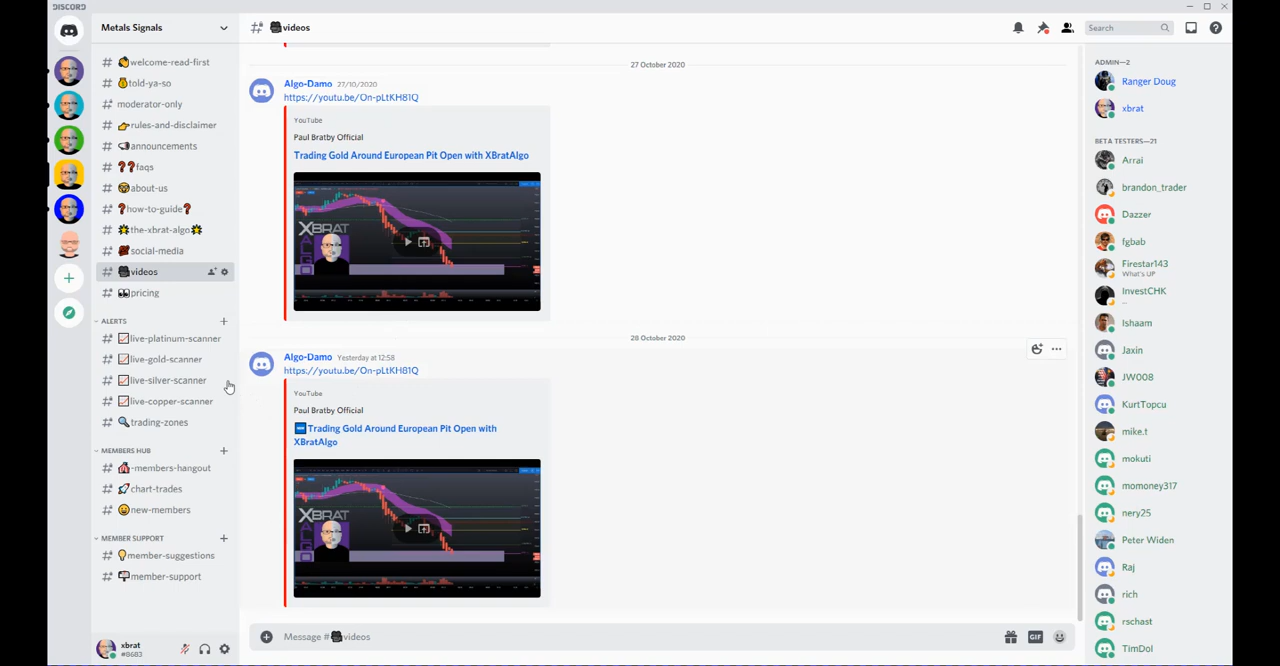 DISCORD
Metals Signals
welcome-read-first
told-ya-so
moderator-only
rules-and-disclaimer
announcements
❓❓faqs
about-us
❓how-to-guide❓
the-xbrat-algo
social-media
videos
pricing
ALERTS
live-platinum-scanner
live-gold-scanner
live-silver-scanner
live-copper-scanner
trading-zones
MEMBERS HUB
-members-hangout
chart-trades
new-members
MEMBER SUPPORT
member-suggestions
member-support
xbrat
#8683
videos
Search
27 October 2020
Algo-Damo 27/10/2020
https://youtu.be/On-pLtKH81Q
YouTube
Paul Bratby Official
Trading Gold Around European Pit Open with XBratAlgo
XBRAT
ALGO
28 October 2020
Algo-Damo Yesterday at 12:58
https://youtu.be/On-pLtKH81Q
YouTube
Paul Bratby Official
Trading Gold Around European Pit Open with
XBratAlgo
XBRAT
ALGO
Message #videos
GIF
ADMIN—2
Ranger Doug
xbrat
BETA TESTERS—21
Arrai
brandon_trader
Dazzer
fgbab
Firestar143
What's UP
InvestCHK
..
Ishaam
Jaxin
JW008
KurtTopcu
mike.t
mokuti
momoney317
nery25
Peter Widen
Raj
rich
rschast
TimDol